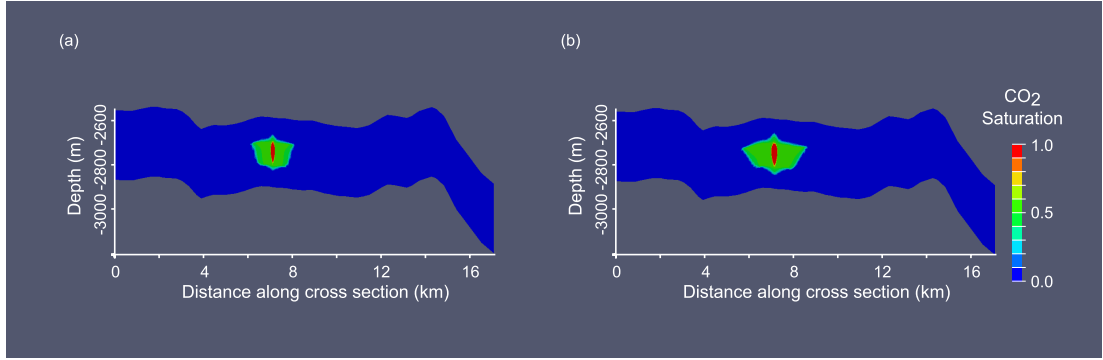 (a)
(b)
CO2
Saturation
Depth (m)
-2600
-2800
-3000
0 4 8 12 16
Distance along cross section (km)
Depth (m)
-2600
-2800
-3000
0 4 8 12 16
Distance along cross section (km)
1.0
0.5
0.0